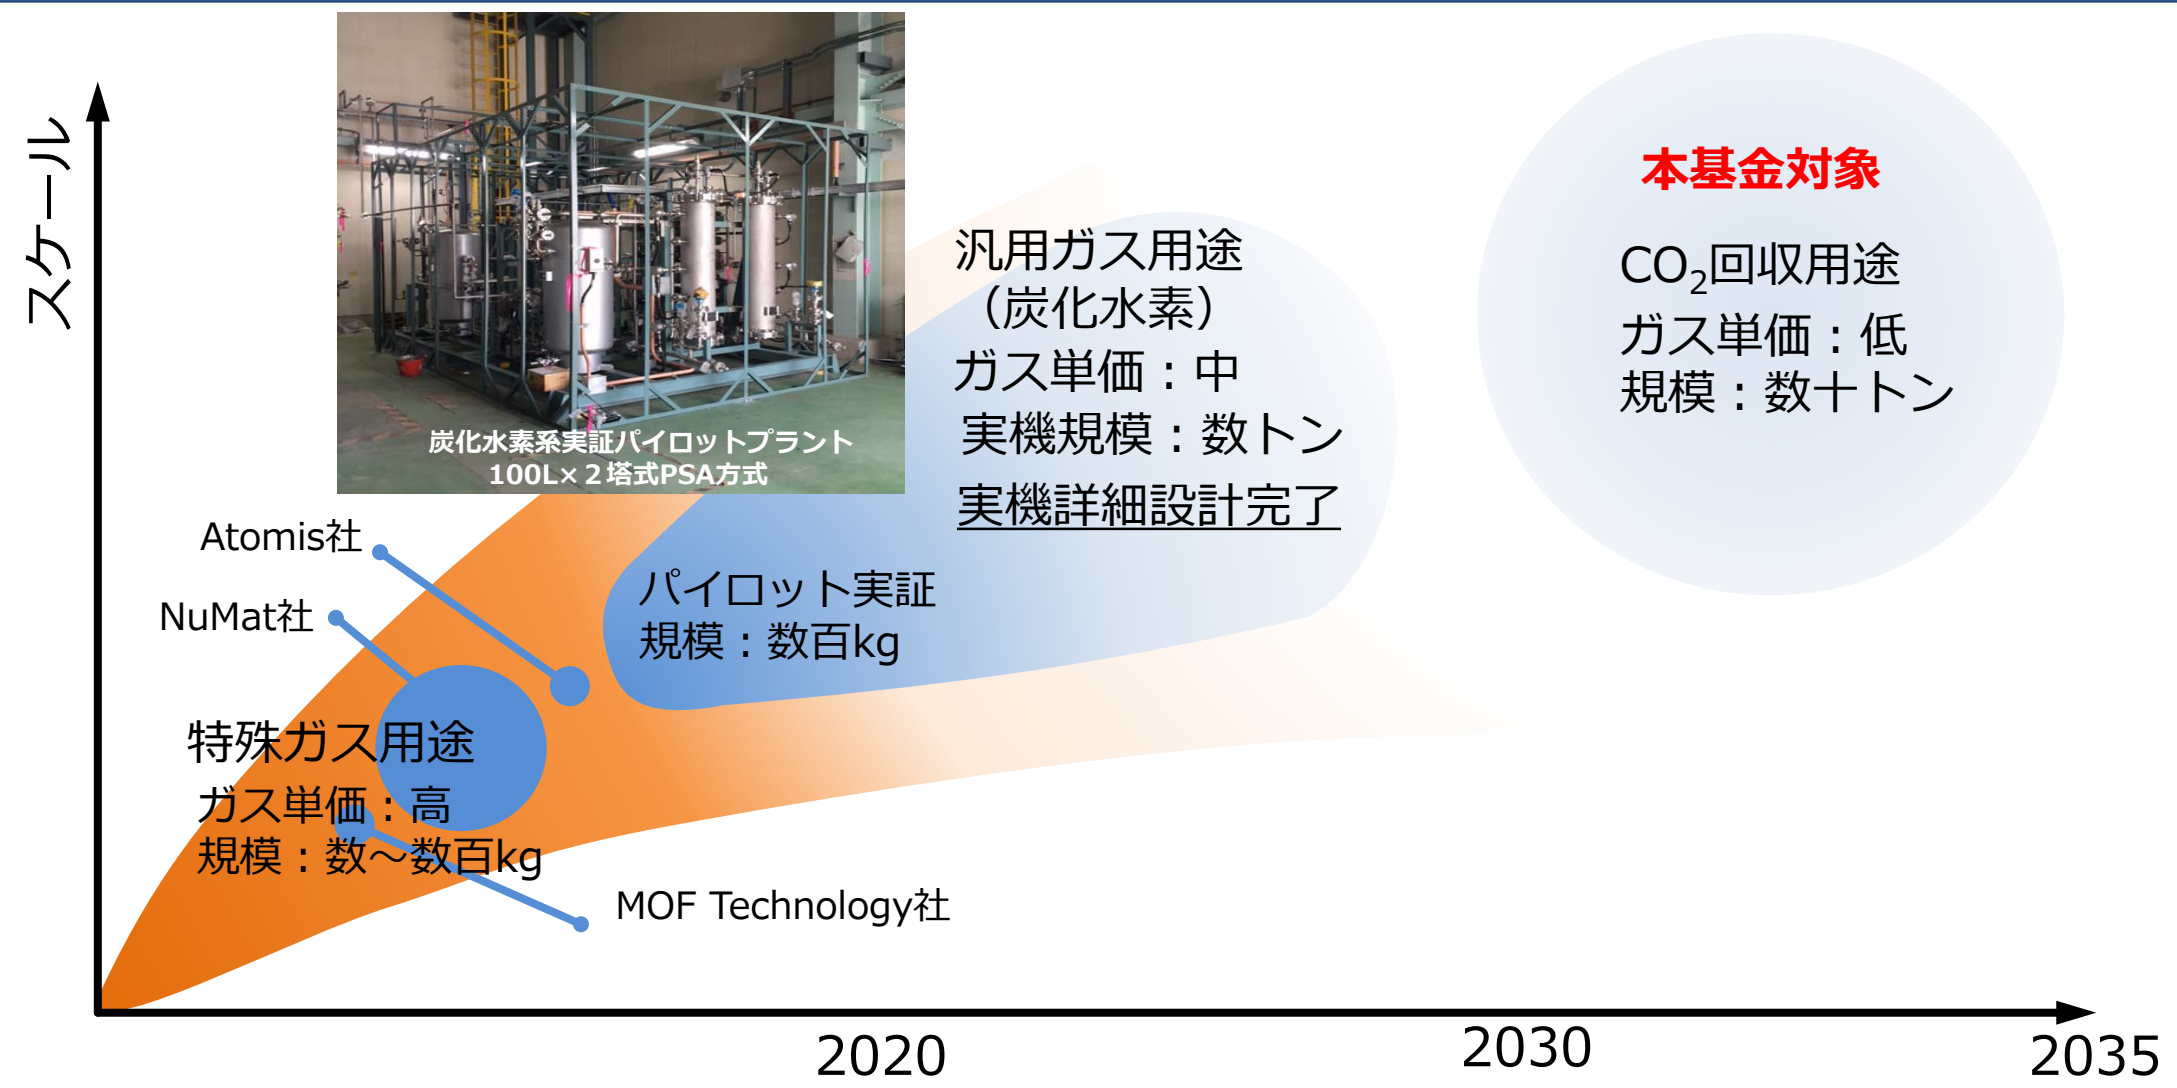 スケール
炭化水素系実証パイロットプラント
100L×２塔式PSA方式
本基金対象
CO₂回収用途
ガス単価：低
規模：数十トン
汎用ガス用途
（炭化水素）
ガス単価：中
実機規模：数トン
実機詳細設計完了
Atomis社
NuMat社
パイロット実証
規模：数百kg
特殊ガス用途
ガス単価：高
規模：数～数百kg
MOF Technology社
2020
2030
2035